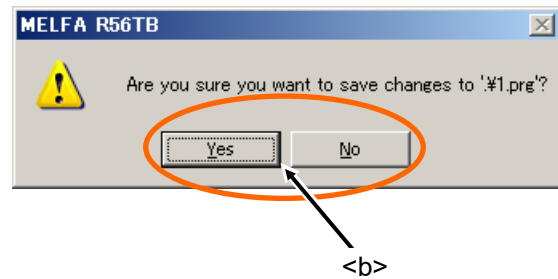 MELFA R56TB
Are you sure you want to save changes to '.¥1.prg'?
Yes
No
<b>